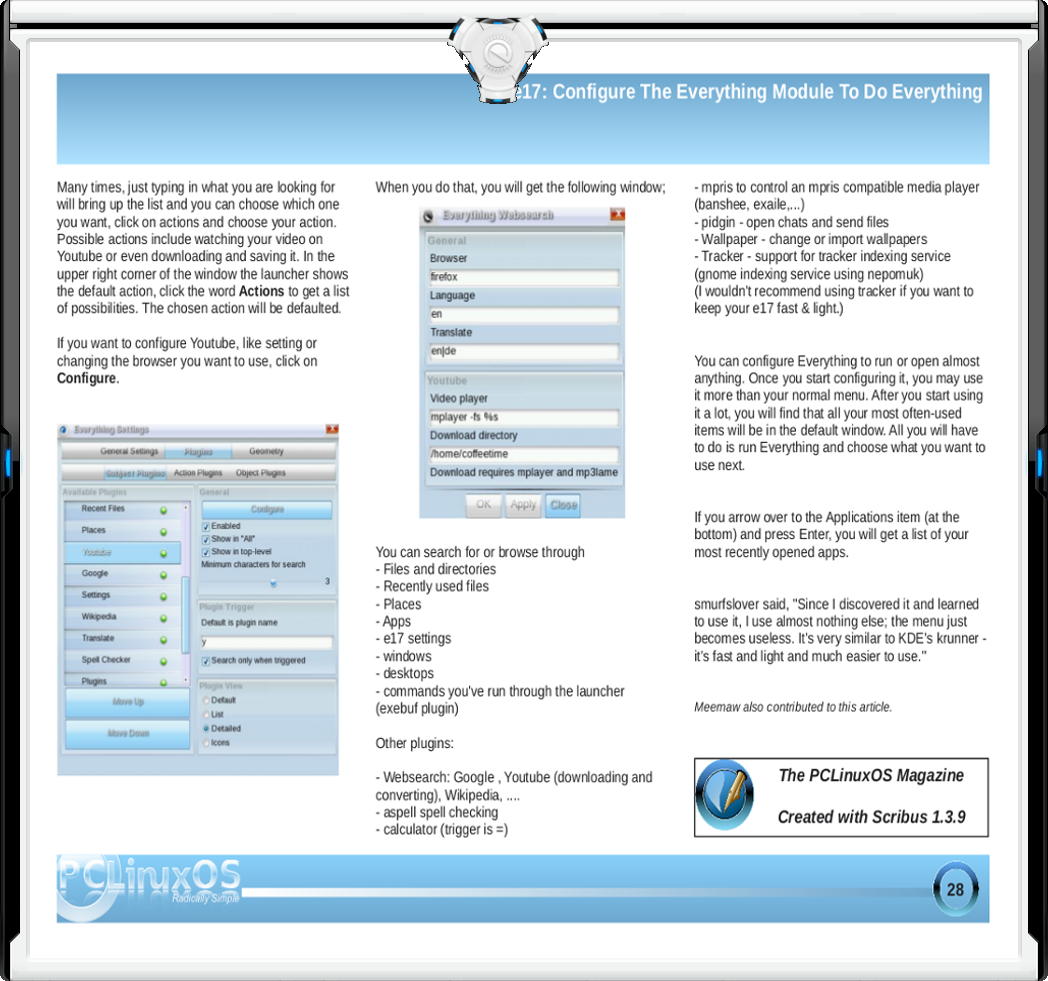 e17: Configure The Everything Module To Do Everything
Many times, just typing in what you are looking for
will bring up the list and you can choose which one
you want, click on actions and choose your action.
Possible actions include watching your video on
Youtube or even downloading and saving it. In the
upper right corner of the window the launcher shows
the default action, click the word Actions to get a list
of possibilities. The chosen action will be defaulted.
If you want to configure Youtube, like setting or
changing the browser you want to use, click on
Configure.
Everything Settings
General Settings Plugins Geometry
Subject Plugins Action Plugins Object Plugins
Available Plugins
Recent Files
Places
Youtube
Google
Settings
Wikipedia
Translate
Spell Checker
Plugins
Move Up
Move Down
General
Configure
Enabled
Show in "All"
Show in top-level
Minimum characters for search
3
Plugin Trigger
Default is plugin name
y
Search only when triggered
Plugin View
Default
List
Detailed
Icons
When you do that, you will get the following window;
Everything Websearch
General
Browser
firefox
Language
en
Translate
en|de
Youtube
Video player
mplayer -fs %s
Download directory
/home/coffeetime
Download requires mplayer and mp3lame
OK Apply Close
You can search for or browse through
- Files and directories
- Recently used files
- Places
- Apps
- e17 settings
- windows
- desktops
- commands you've run through the launcher
(exebuf plugin)
Other plugins:
- Websearch: Google , Youtube (downloading and
converting), Wikipedia, ....
- aspell spell checking
- calculator (trigger is =)
- mpris to control an mpris compatible media player
(banshee, exaile,...)
- pidgin - open chats and send files
- Wallpaper - change or import wallpapers
- Tracker - support for tracker indexing service
(gnome indexing service using nepomuk)
(I wouldn't recommend using tracker if you want to
keep your e17 fast & light.)
You can configure Everything to run or open almost
anything. Once you start configuring it, you may use
it more than your normal menu. After you start using
it a lot, you will find that all your most often-used
items will be in the default window. All you will have
to do is run Everything and choose what you want to
use next.
If you arrow over to the Applications item (at the
bottom) and press Enter, you will get a list of your
most recently opened apps.
smurfslover said, "Since I discovered it and learned
to use it, I use almost nothing else; the menu just
becomes useless. It's very similar to KDE's krunner -
it's fast and light and much easier to use."
Meemaw also contributed to this article.
The PCLinuxOS Magazine
Created with Scribus 1.3.9
PCLinuxOS
Radically Simple
28